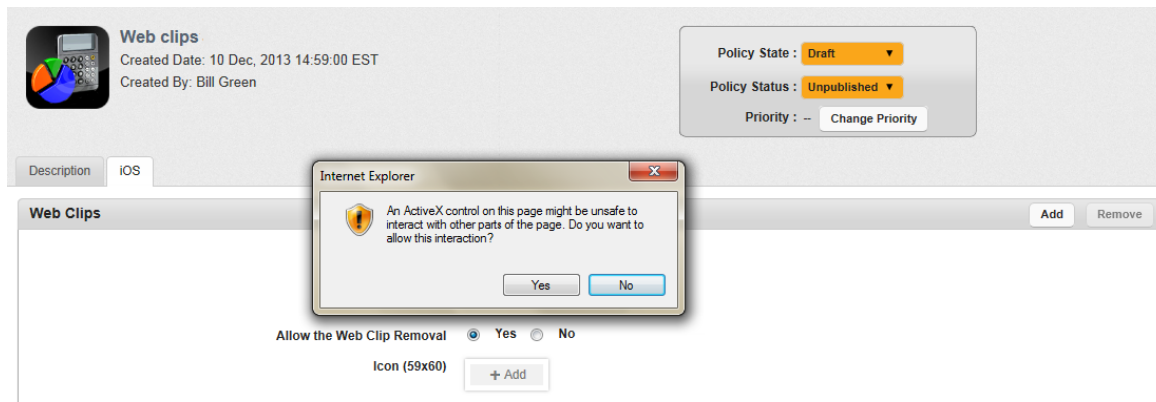 Web clips
Created Date: 10 Dec, 2013 14:59:00 EST
Created By: Bill Green
Policy State : Draft
Policy Status : Unpublished
Priority : -- Change Priority
Description iOS
Internet Explorer
An ActiveX control on this page might be unsafe to
interact with other parts of the page. Do you want to
allow this interaction?
Yes No
Web Clips Add Remove
Allow the Web Clip Removal Yes No
Icon (59x60) + Add